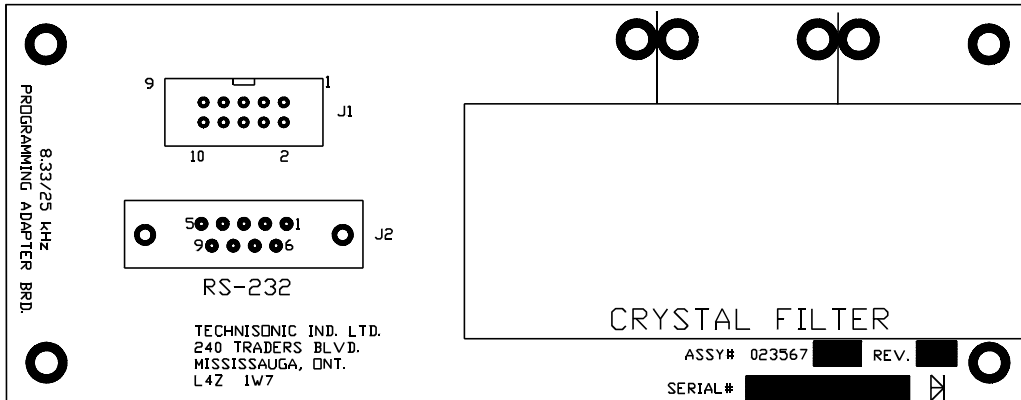 9 1
J1
10 2
8.33/25 kHz
PROGRAMMING ADAPTER BRD.
5 1
J2
9 6
RS-232
TECHNISONIC IND. LTD.
240 TRADERS BLVD.
MISSISSAUGA, ONT.
L4Z 1W7
CRYSTAL FILTER
ASSY# 023567 REV.
SERIAL#